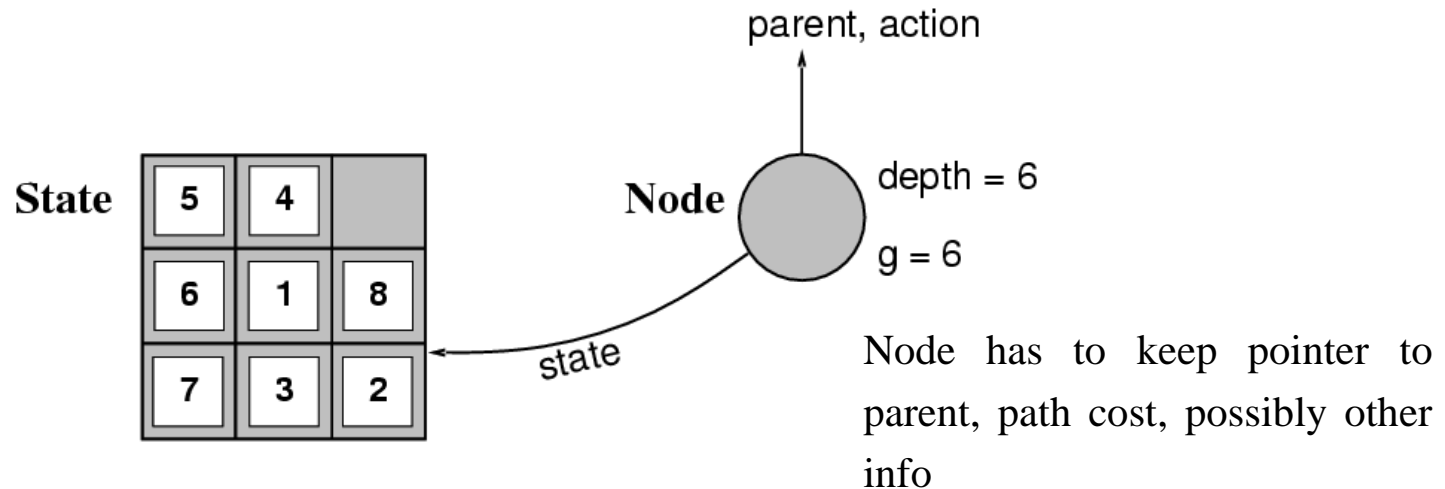 parent, action
State
5 4
6 1 8
7 3 2
Node
depth = 6
g = 6
state
Node has to keep pointer to
parent, path cost, possibly other
info